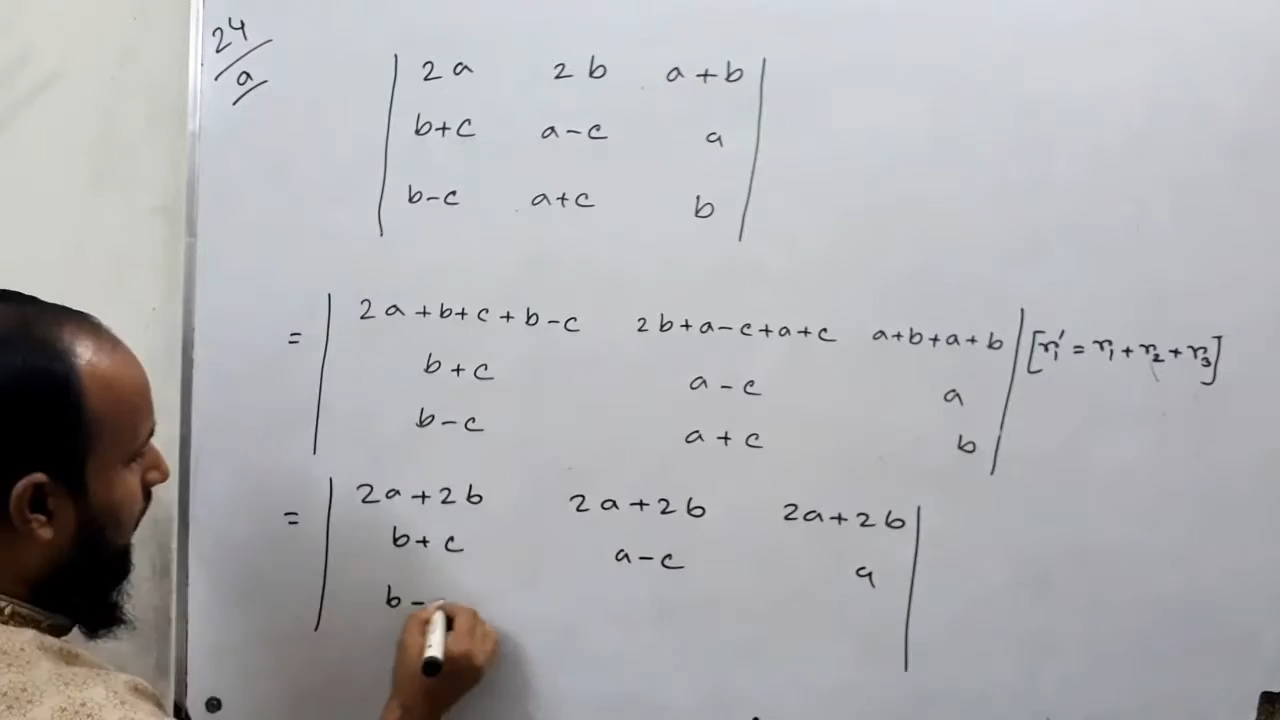 24/a
2a 2b a+b
b+c a-c a
b-c a+c b
= 2a+b+c+b-c 2b+a-c+a+c a+b+a+b [r₁' = r₁+r₂+r₃]
b+c a-c a
b-c a+c b
= 2a+2b 2a+2b 2a+2b
b+c a-c a
b-